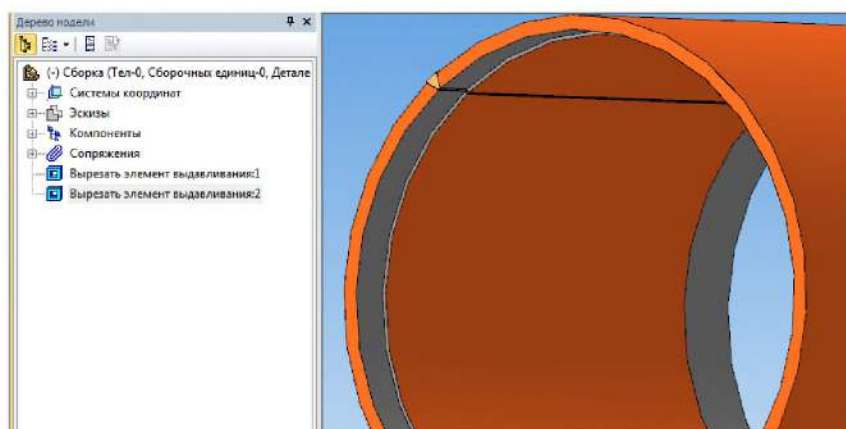 Дерево модели
(-) Сборка (Тел-0, Сборочных единиц-0, Детале
Системы координат
Эскизы
Компоненты
Сопряжения
Вырезать элемент выдавливания:1
Вырезать элемент выдавливания:2